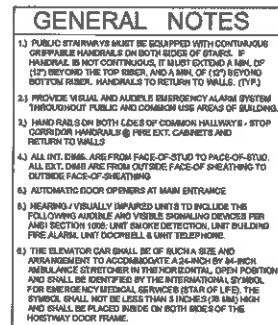 GENERAL NOTES
1.) PUBLIC STAIRWAYS MUST BE EQUIPPED WITH CONTINUOUS
GRIPPABLE HANDRAILS ON BOTH SIDES OF STAIRS. IF
HANDRAIL IS NOT CONTINUOUS, IT MUST EXTEND A MIN. OF
(12") BEYOND THE TOP RISER, AND A MIN. OF (12") BEYOND
BOTTOM RISER. HANDRAILS TO RETURN TO WALLS. (TYP.)
2.) PROVIDE VISUAL AND AUDIBLE EMERGENCY ALARM SYSTEM
THROUGHOUT PUBLIC AND COMMON USE AREAS OF BUILDING.
3.) HAND RAILS ON BOTH SIDES OF COMMON HALLWAYS - STOP
CORRIDOR HANDRAILS @ FIRE EXT. CABINETS AND
RETURN TO WALLS
4.) ALL INT. DIMS. ARE FROM FACE-OF-STUD TO FACE-OF-STUD.
ALL EXT. DIMS ARE FROM OUTSIDE FACE OF SHEATHING TO
OUTSIDE FACE-OF-SHEATHING
5.) AUTOMATIC DOOR OPENERS AT MAIN ENTRANCE
6.) HEARING / VISUALLY IMPAIRED UNITS TO INCLUDE THE
FOLLOWING AUDIBLE AND VISIBLE SIGNALING DEVICES PER
ANSI SECTION 1006: UNIT SMOKE DETECTION, UNIT BUILDING
FIRE ALARM, UNIT DOORBELL & UNIT TELEPHONE.
7.) THE ELEVATOR CAR SHALL BE OF SUCH A SIZE AND
ARRANGEMENT TO ACCOMMODATE A 24-INCH BY 84-INCH
AMBULANCE STRETCHER IN THE HORIZONTAL, OPEN POSITION
AND SHALL BE IDENTIFIED BY THE INTERNATIONAL SYMBOL
FOR EMERGENCY MEDICAL SERVICES (STAR OF LIFE). THE
SYMBOL SHALL NOT BE LESS THAN 3 INCHES (76 MM) HIGH
AND SHALL BE PLACED INSIDE ON BOTH SIDES OF THE
HOISTWAY DOOR FRAME.